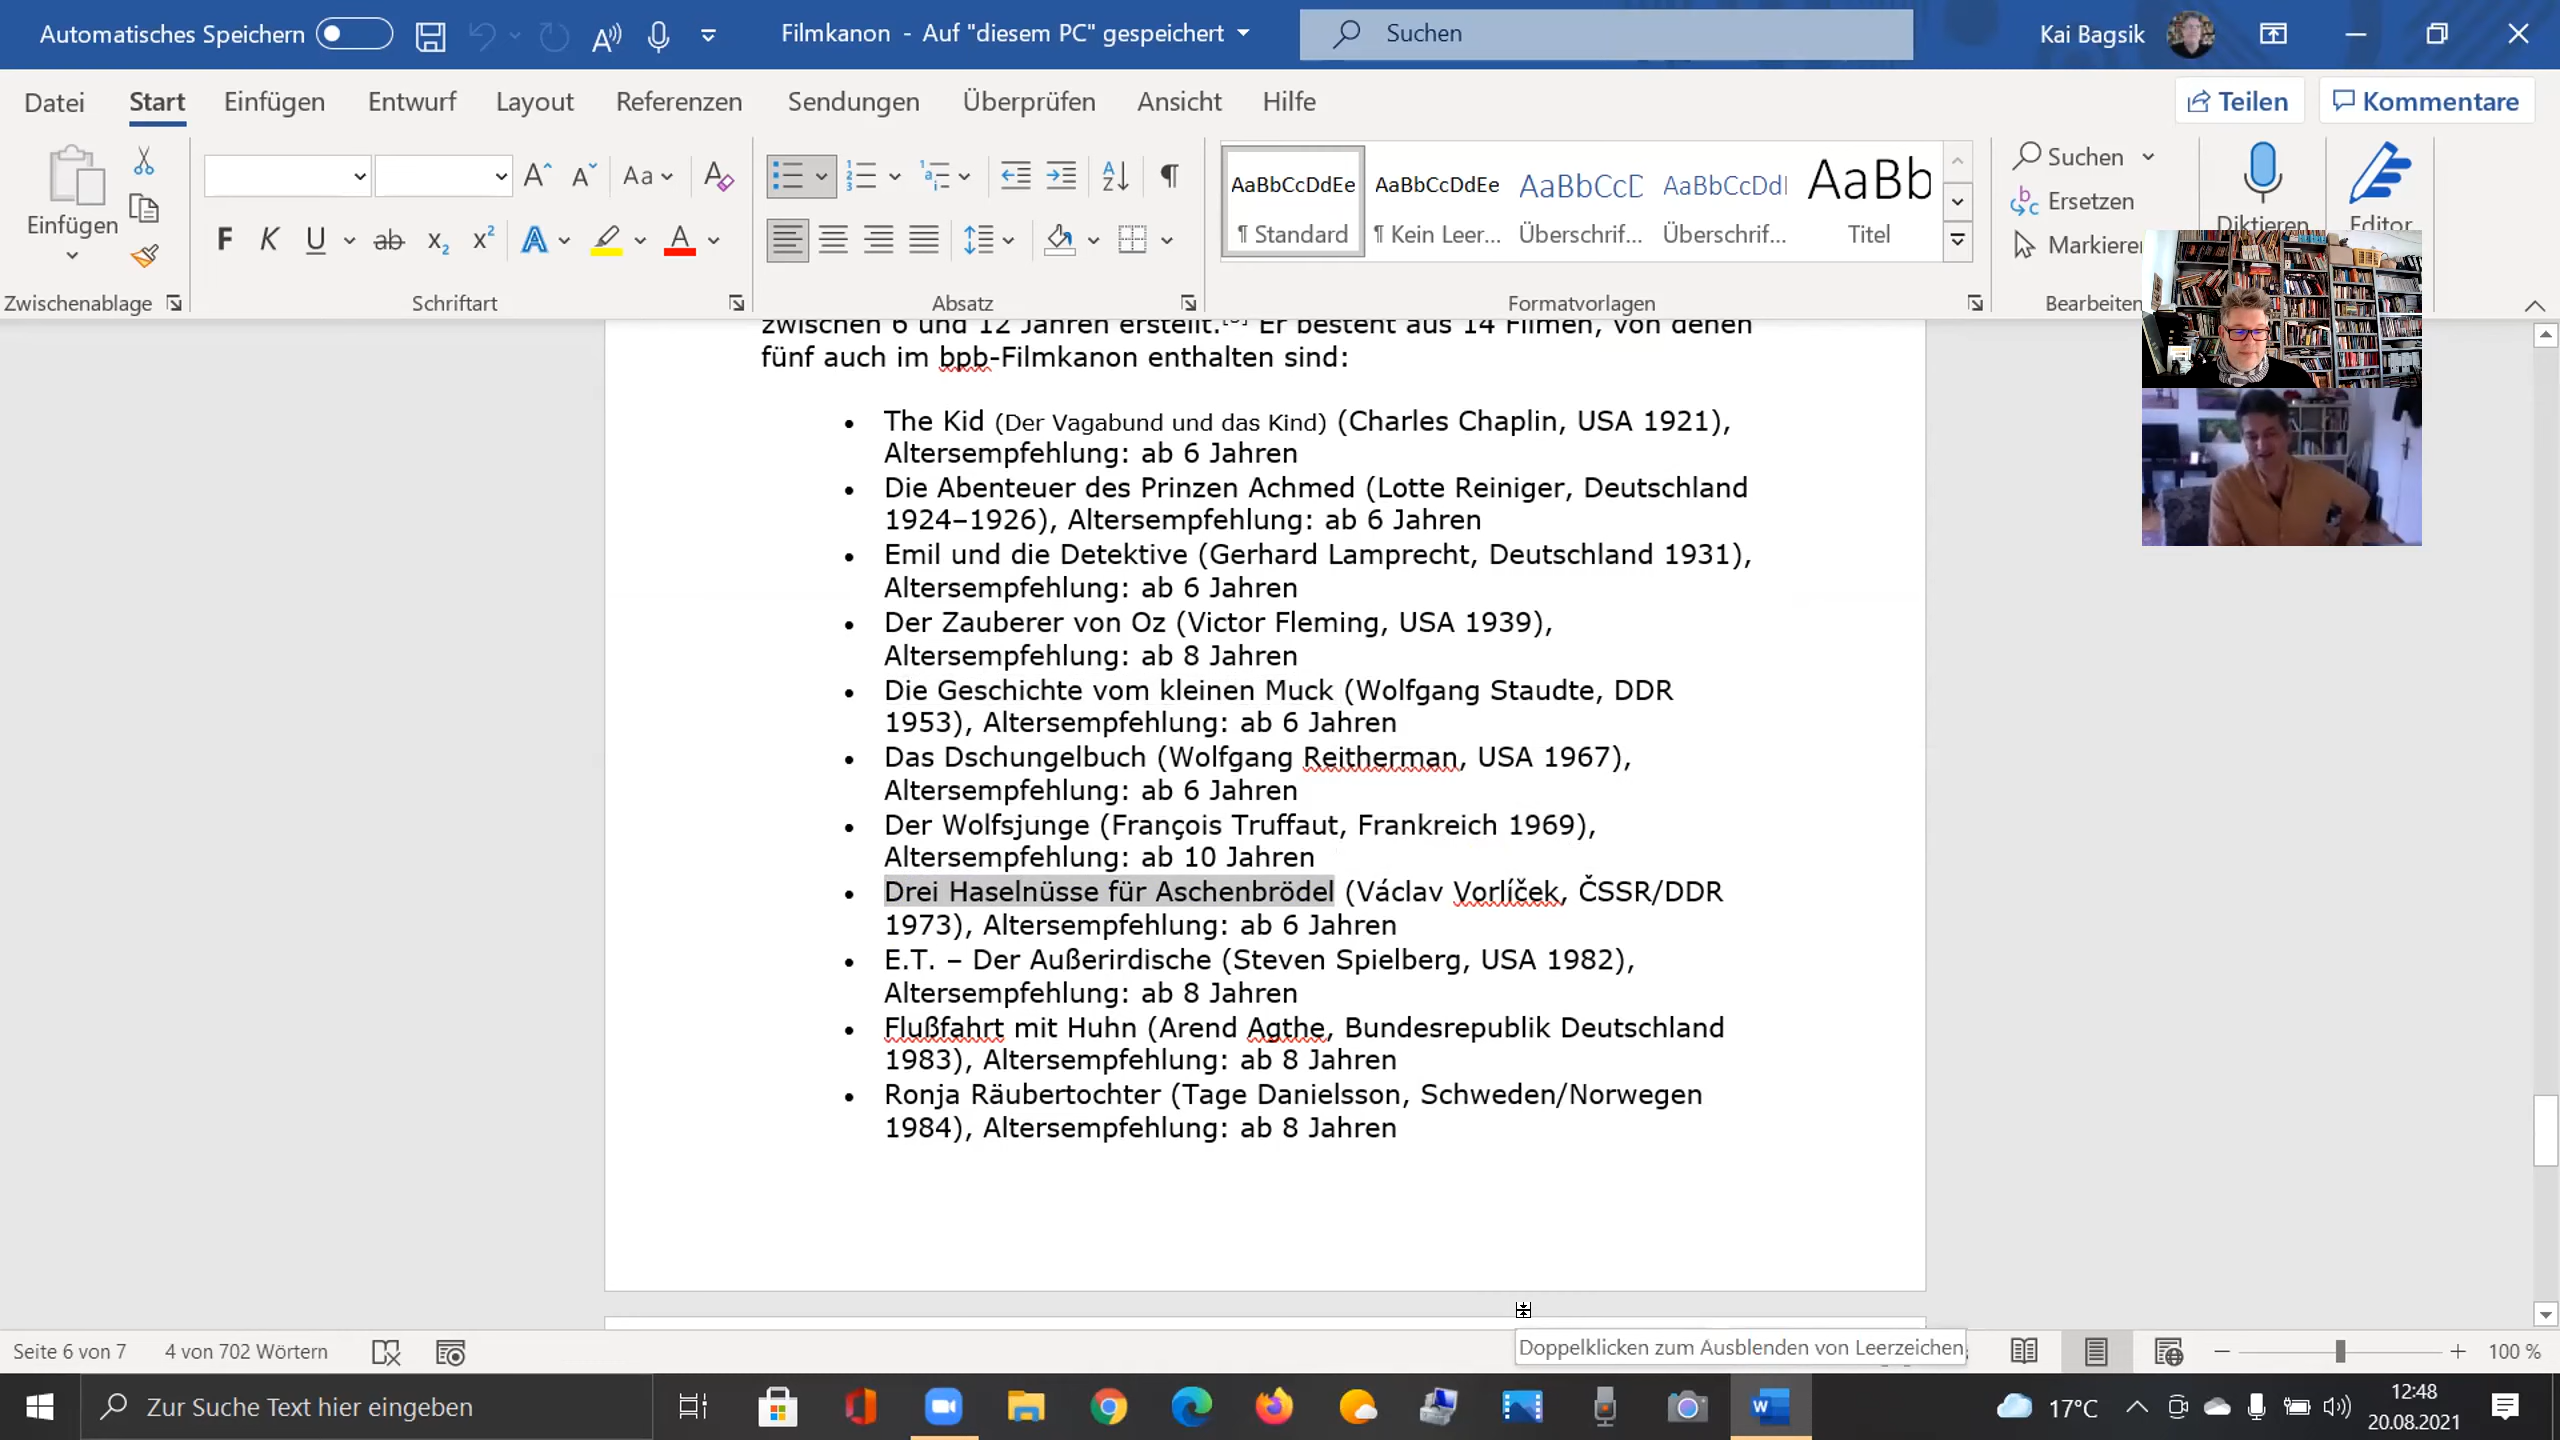 Automatisches Speichern
Filmkanon - Auf "diesem PC" gespeichert
Suchen
Kai Bagsik
Datei Start Einfügen Entwurf Layout Referenzen Sendungen Überprüfen Ansicht Hilfe
Teilen
Kommentare
Einfügen
Zwischenablage
Aa
F K U ab x₂ x²
Schriftart
Absatz
AaBbCcDdEe AaBbCcDdEe AaBbCcD AaBbCcDdI AaBb
¶ Standard ¶ Kein Leer... Überschrif... Überschrif... Titel
Formatvorlagen
Suchen
Ersetzen
Markieren
Bearbeiten
Diktieren
Editor
zwischen 6 und 12 Jahren erstellt. Er besteht aus 14 Filmen, von denen
fünf auch im bpb-Filmkanon enthalten sind:
• The Kid (Der Vagabund und das Kind) (Charles Chaplin, USA 1921),
Altersempfehlung: ab 6 Jahren
• Die Abenteuer des Prinzen Achmed (Lotte Reiniger, Deutschland
1924–1926), Altersempfehlung: ab 6 Jahren
• Emil und die Detektive (Gerhard Lamprecht, Deutschland 1931),
Altersempfehlung: ab 6 Jahren
• Der Zauberer von Oz (Victor Fleming, USA 1939),
Altersempfehlung: ab 8 Jahren
• Die Geschichte vom kleinen Muck (Wolfgang Staudte, DDR
1953), Altersempfehlung: ab 6 Jahren
• Das Dschungelbuch (Wolfgang Reitherman, USA 1967),
Altersempfehlung: ab 6 Jahren
• Der Wolfsjunge (François Truffaut, Frankreich 1969),
Altersempfehlung: ab 10 Jahren
• Drei Haselnüsse für Aschenbrödel (Václav Vorlíček, ČSSR/DDR
1973), Altersempfehlung: ab 6 Jahren
• E.T. – Der Außerirdische (Steven Spielberg, USA 1982),
Altersempfehlung: ab 8 Jahren
• Flußfahrt mit Huhn (Arend Agthe, Bundesrepublik Deutschland
1983), Altersempfehlung: ab 8 Jahren
• Ronja Räubertochter (Tage Danielsson, Schweden/Norwegen
1984), Altersempfehlung: ab 8 Jahren
Doppelklicken zum Ausblenden von Leerzeichen
Seite 6 von 7 4 von 702 Wörtern
100 %
Zur Suche Text hier eingeben
17°C
12:48
20.08.2021